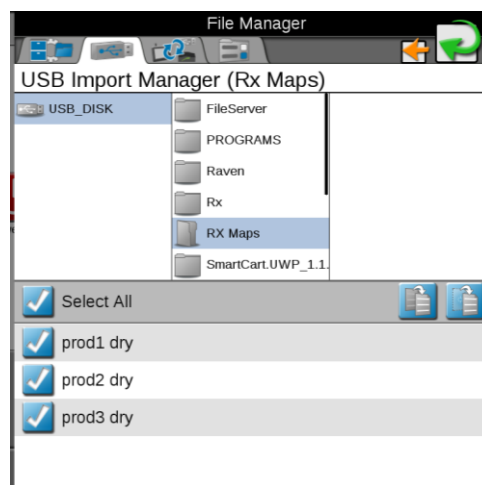 File Manager
USB Import Manager (Rx Maps)
USB_DISK
FileServer
PROGRAMS
Raven
Rx
RX Maps
SmartCart.UWP_1.1.
Select All
prod1 dry
prod2 dry
prod3 dry